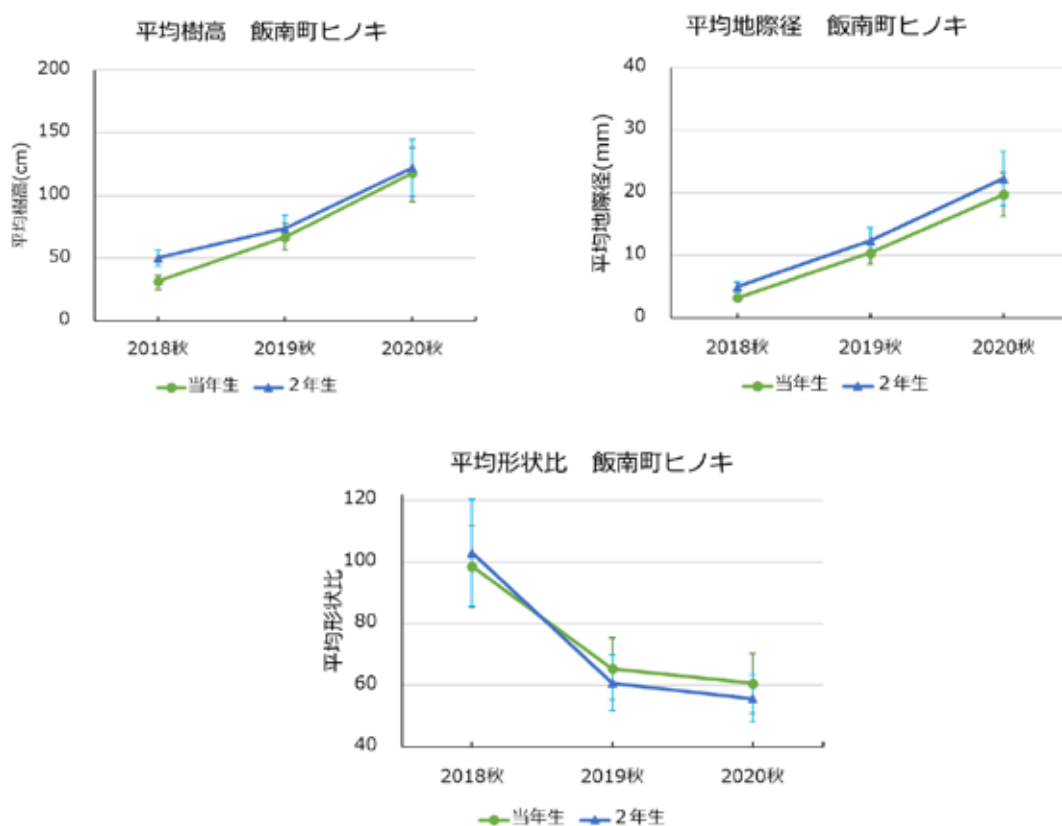 平均樹高　飯南町ヒノキ
平均樹高(cm)
200
150
100
50
0
2018秋 2019秋 2020秋
当年生 2年生
平均地際径　飯南町ヒノキ
平均地際径(mm)
40
30
20
10
0
2018秋 2019秋 2020秋
当年生 2年生
平均形状比　飯南町ヒノキ
平均形状比
120
100
80
60
40
2018秋 2019秋 2020秋
当年生 2年生